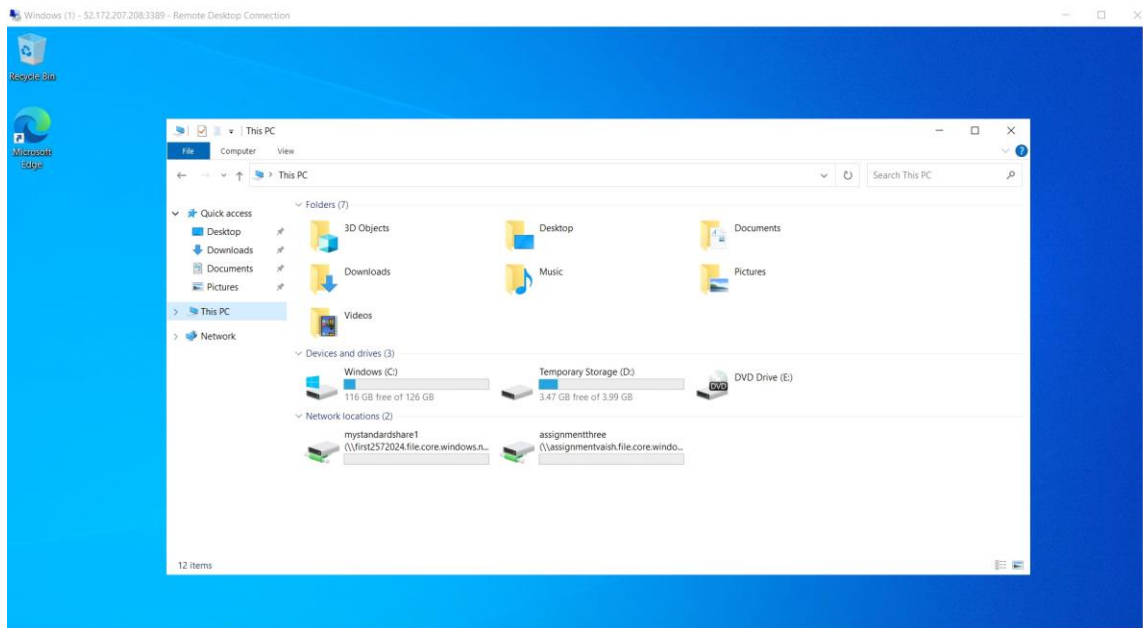 Windows (1) - 52.172.207.208:3389 - Remote Desktop Connection
Recycle Bin
Microsoft
Edge
This PC
File Computer View
This PC
Search This PC
Quick access
Desktop
Downloads
Documents
Pictures
This PC
Network
Folders (7)
3D Objects
Desktop
Documents
Downloads
Music
Pictures
Videos
Devices and drives (3)
Windows (C:)
116 GB free of 126 GB
Temporary Storage (D:)
3.47 GB free of 3.99 GB
DVD
DVD Drive (E:)
Network locations (2)
mystandardshare1
(\\first2572024.file.core.windows.n...
assignmentthree
(\\assignmentvaish.file.core.windo...
12 items